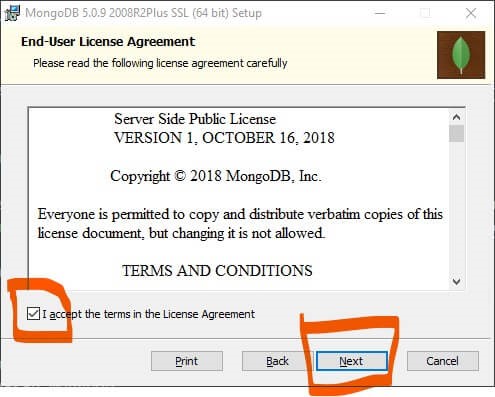 MongoDB 5.0.9 2008R2Plus SSL (64 bit) Setup
End-User License Agreement
Please read the following license agreement carefully
Server Side Public License
VERSION 1, OCTOBER 16, 2018
Copyright © 2018 MongoDB, Inc.
Everyone is permitted to copy and distribute verbatim copies of this
license document, but changing it is not allowed.
TERMS AND CONDITIONS
I accept the terms in the License Agreement
Print Back Next Cancel